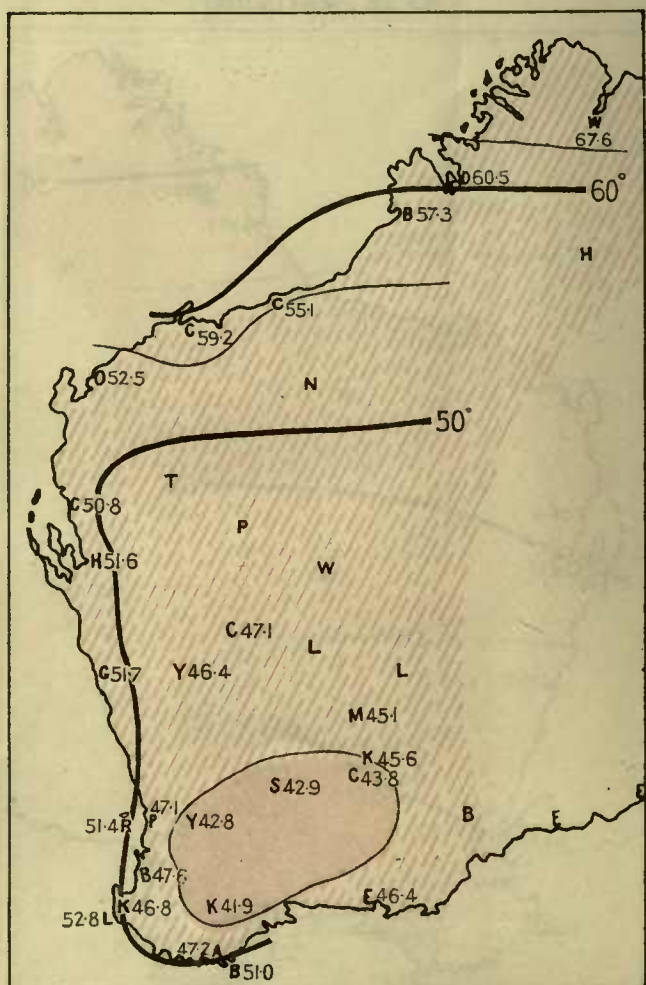 W
67.6
D 60.5
60°
B 57.3
H
C 55.1
C 59.2
O 52.5
N
50°
T
C 50.8
P
H 51.6
W
C 47.1
L
L
G 51.7
Y 46.4
M 45.1
K 45.6
C 43.8
S 42.9
E
47.1
P
Y 42.8
B
E
51.4 R
B 47.6
K 46.8
K 41.9
E 46.4
52.8 L
47.2 A
B 51.0